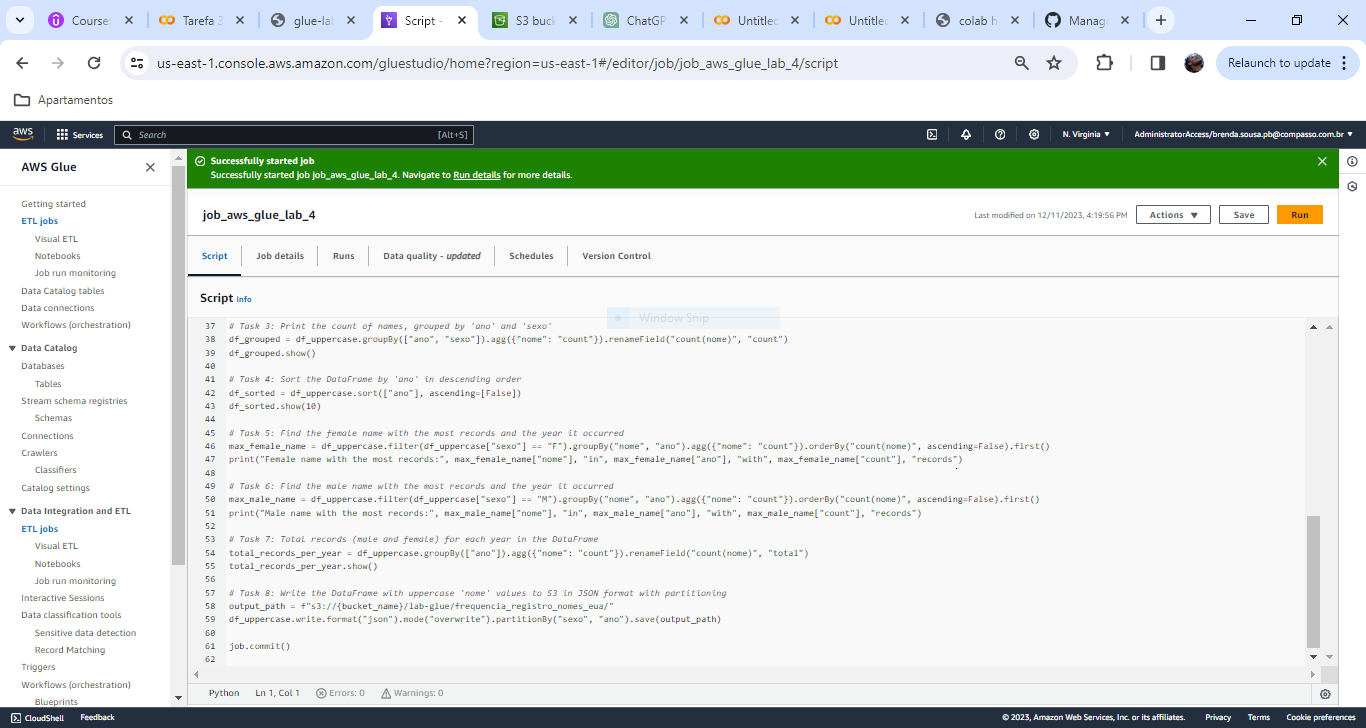 Course
Tarefa 3
glue-lal
Script -
S3 buc
ChatGP
Untitlec
Untitlec
colab h
Manag
us-east-1.console.aws.amazon.com/gluestudio/home?region=us-east-1#/editor/job/job_aws_glue_lab_4/script
Relaunch to update
Apartamentos
aws
Services
Search
[Alt+S]
N. Virginia
AdministratorAccess/brenda.sousa.pb@compasso.com.br
AWS Glue
Getting started
ETL jobs
Visual ETL
Notebooks
Job run monitoring
Data Catalog tables
Data connections
Workflows (orchestration)
Data Catalog
Databases
Tables
Stream schema registries
Schemas
Connections
Crawlers
Classifiers
Catalog settings
Data Integration and ETL
ETL jobs
Visual ETL
Notebooks
Job run monitoring
Interactive Sessions
Data classification tools
Sensitive data detection
Record Matching
Triggers
Workflows (orchestration)
Blueprints
Successfully started job
Successfully started job job_aws_glue_lab_4. Navigate to Run details for more details.
job_aws_glue_lab_4
Last modified on 12/11/2023, 4:19:56 PM
Actions
Save
Run
Script
Job details
Runs
Data quality - updated
Schedules
Version Control
Script Info
Window Snip
37 # Task 3: Print the count of names, grouped by 'ano' and 'sexo'
38 df_grouped = df_uppercase.groupBy(["ano", "sexo"]).agg({"nome": "count"}).renameField("count(nome)", "count")
39 df_grouped.show()
40
41 # Task 4: Sort the DataFrame by 'ano' in descending order
42 df_sorted = df_uppercase.sort(["ano"], ascending=[False])
43 df_sorted.show(10)
44
45 # Task 5: Find the female name with the most records and the year it occurred
46 max_female_name = df_uppercase.filter(df_uppercase["sexo"] == "F").groupBy("nome", "ano").agg({"nome": "count"}).orderBy("count(nome)", ascending=False).first()
47 print("Female name with the most records:", max_female_name["nome"], "in", max_female_name["ano"], "with", max_female_name["count"], "records")
48
49 # Task 6: Find the male name with the most records and the year it occurred
50 max_male_name = df_uppercase.filter(df_uppercase["sexo"] == "M").groupBy("nome", "ano").agg({"nome": "count"}).orderBy("count(nome)", ascending=False).first()
51 print("Male name with the most records:", max_male_name["nome"], "in", max_male_name["ano"], "with", max_male_name["count"], "records")
52
53 # Task 7: Total records (male and female) for each year in the DataFrame
54 total_records_per_year = df_uppercase.groupBy(["ano"]).agg({"nome": "count"}).renameField("count(nome)", "total")
55 total_records_per_year.show()
56
57 # Task 8: Write the DataFrame with uppercase 'nome' values to S3 in JSON format with partitioning
58 output_path = f"s3://{bucket_name}/lab-glue/frequencia_registro_nomes_eua/"
59 df_uppercase.write.format("json").mode("overwrite").partitionBy("sexo", "ano").save(output_path)
60
61 job.commit()
62
Python
Ln 1, Col 1
Errors: 0
Warnings: 0
CloudShell
Feedback
© 2023, Amazon Web Services, Inc. or its affiliates.
Privacy
Terms
Cookie preferences